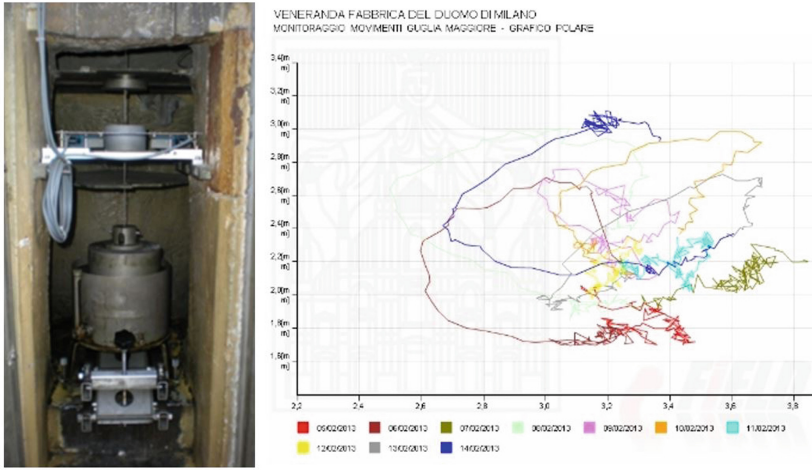 VENERANDA FABBRICA DEL DUOMO DI MILANO
MONITORAGGIO MOVIMENTI GUGLIA MAGGIORE - GRAFICO POLARE
3,4[m
m]
3,2[m
m]
3,0[m
m]
2,8[m
m]
2,6[m
m]
2,4[m
m]
2,2[m
m]
2,0[m
m]
1,8[m
m]
1,6[m
m]
2,2 2,4 2,6 2,8 3,0 3,2 3,4 3,6 3,8
05/02/2013 06/02/2013 07/02/2013 08/02/2013 09/02/2013 10/02/2013 11/02/2013
12/02/2013 13/02/2013 14/02/2013
FIELD